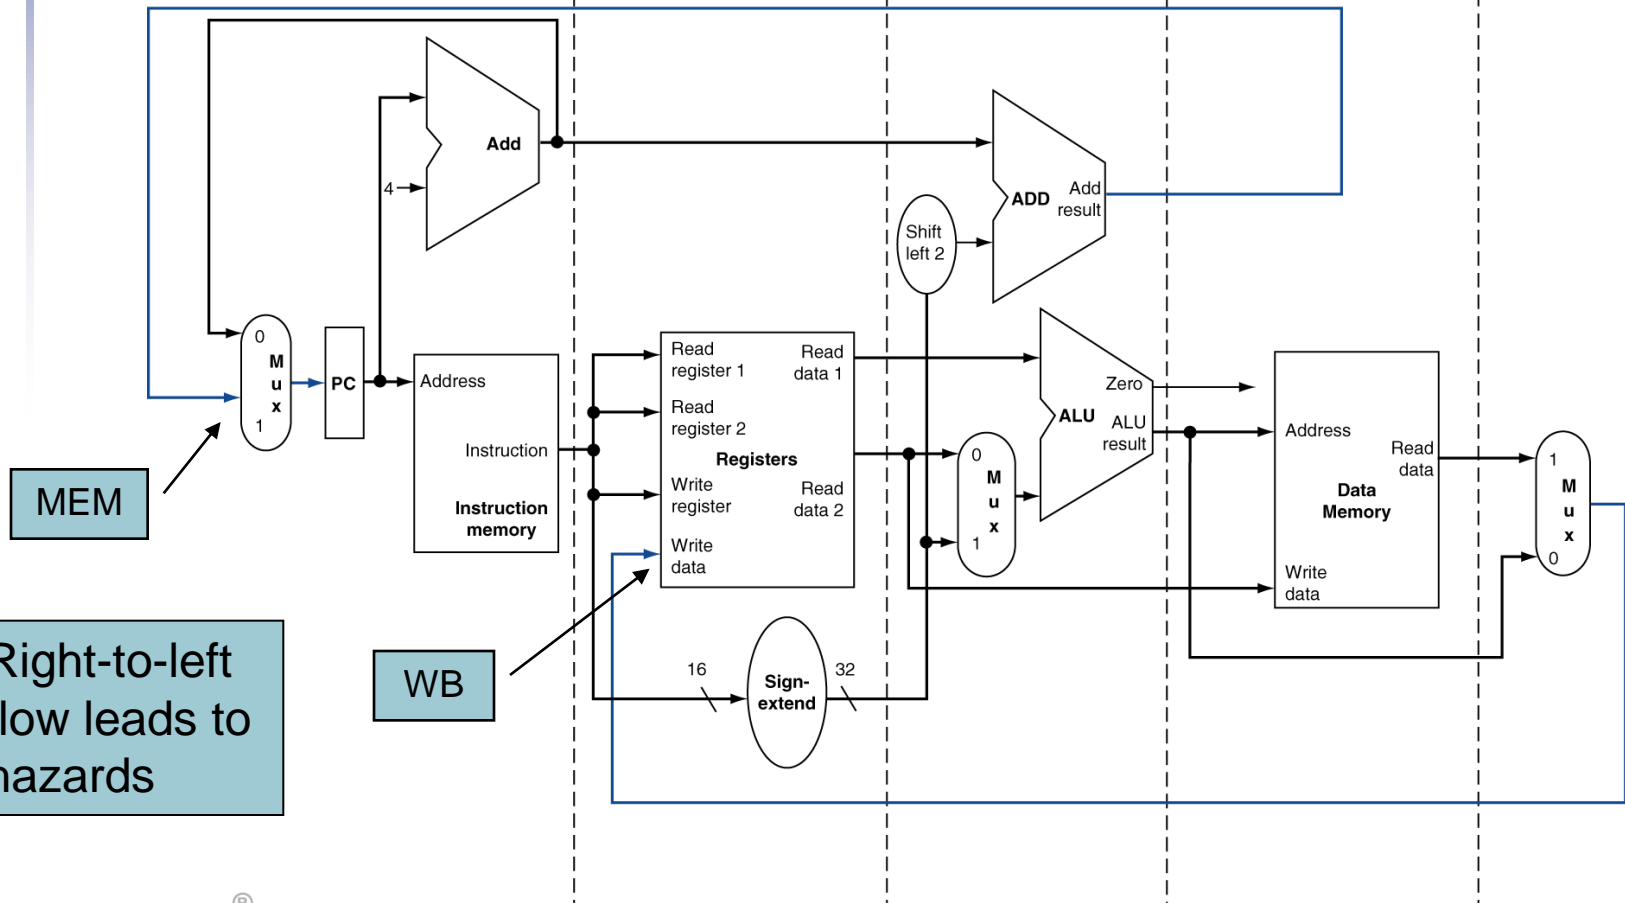 Add
4
ADD
Add
result
Shift
left 2
0
M
u
x
1
PC
Address
Instruction
Instruction
memory
Read
register 1
Read
register 2
Write
register
Write
data
Registers
Read
data 1
Read
data 2
0
M
u
x
1
Zero
ALU
ALU
result
Address
Write
data
Data
Memory
Read
data
1
M
u
x
0
MEM
WB
16
Sign-
extend
32
Right-to-left
low leads to
hazards
®